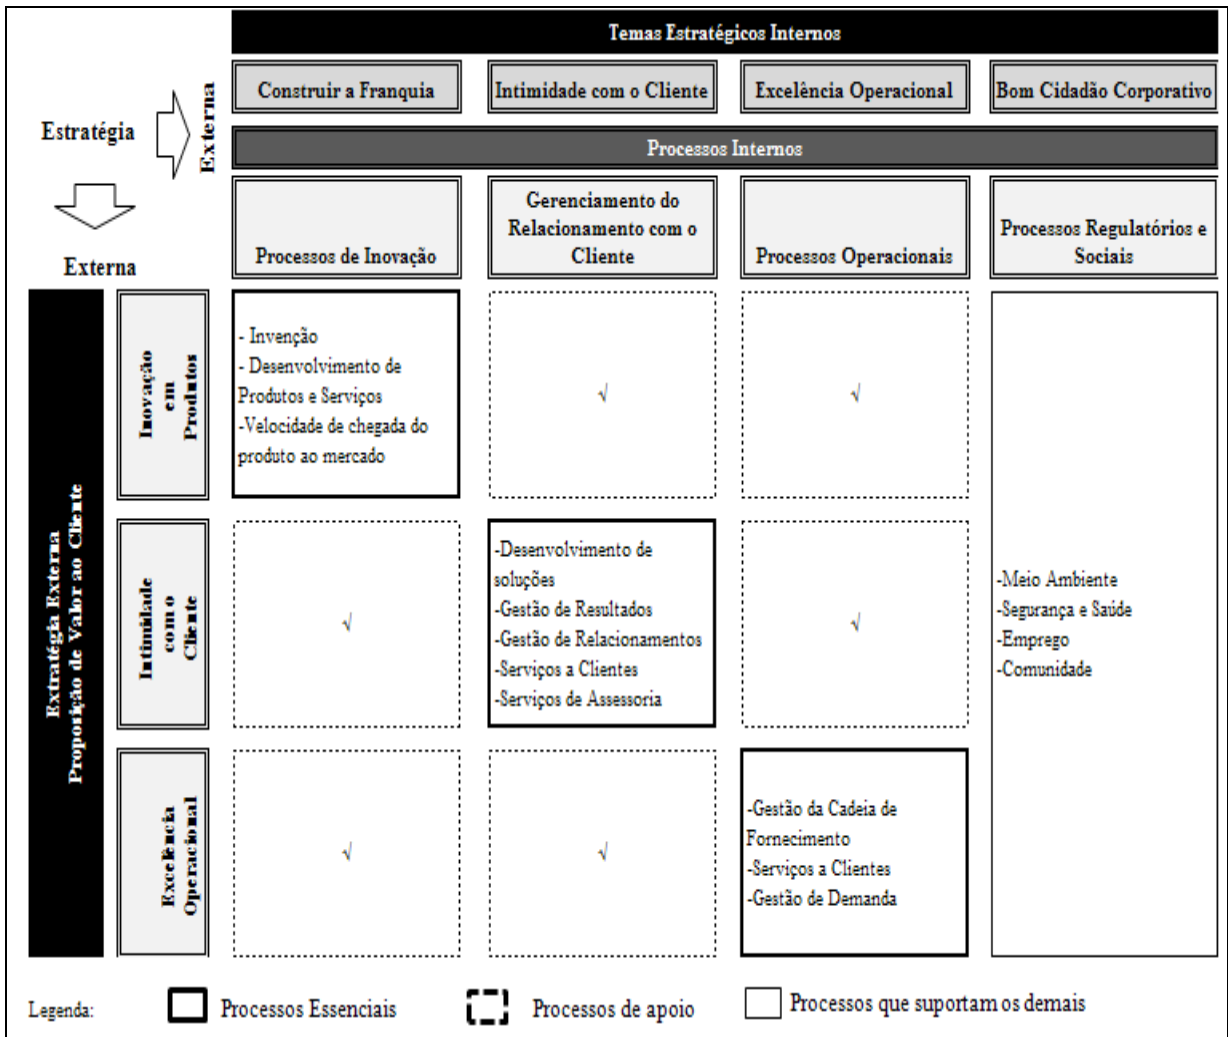 Temas Estratégicos Internos
Construir a Franquia
Intimidade com o Cliente
Excelência Operacional
Bom Cidadão Corporativo
Estratégia
Externa
Processos Internos
Externa
Processos de Inovação
Gerenciamento do
Relacionamento com o
Cliente
Processos Operacionais
Processos Regulatórios e
Sociais
Extratégia Externa
Proposição de Valor ao Cliente
Inovação
em
Produtos
- Invenção
- Desenvolvimento de
Produtos e Serviços
-Velocidade de chegada do
produto ao mercado
√
√
Intimidade
com o
Cliente
√
-Desenvolvimento de
soluções
-Gestão de Resultados
-Gestão de Relacionamentos
-Serviços a Clientes
-Serviços de Assessoria
√
-Meio Ambiente
-Segurança e Saúde
-Emprego
-Comunidade
Excelência
Operacional
√
√
-Gestão da Cadeia de
Fornecimento
-Serviços a Clientes
-Gestão de Demanda
Legenda:
Processos Essenciais
Processos de apoio
Processos que suportam os demais